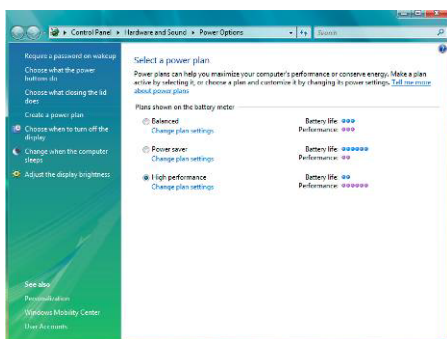 Control Panel ▸ Hardware and Sound ▸ Power Options
Search
Require a password on wakeup
Choose what the power
buttons do
Choose what closing the lid
does
Create a power plan
Choose when to turn off the
display
Change when the computer
sleeps
Adjust the display brightness
Select a power plan
Power plans can help you maximize your computer's performance or conserve energy. Make a plan
active by selecting it, or choose a plan and customize it by changing its power settings. Tell me more
about power plans
Plans shown on the battery meter
Balanced
Battery life:
Change plan settings
Performance:
Power saver
Battery life:
Change plan settings
Performance:
High performance
Battery life:
Change plan settings
Performance:
See also
Personalization
Windows Mobility Center
User Accounts